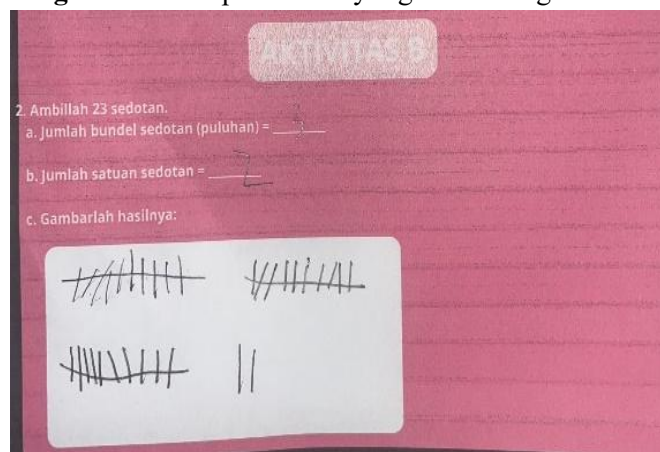 AKTIVITAS 8
2. Ambillah 23 sedotan.
a. Jumlah bundel sedotan (puluhan) = 3
b. Jumlah satuan sedotan = 2
c. Gambarlah hasilnya: